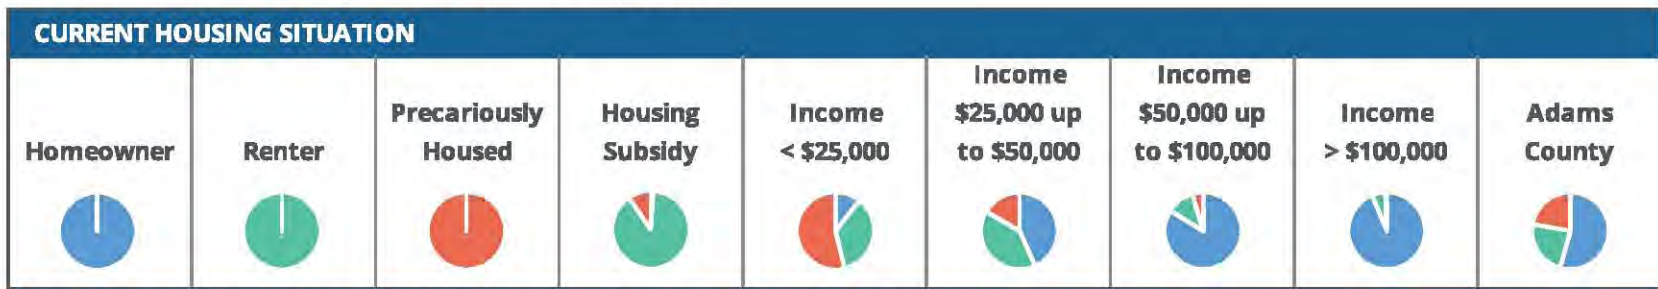 CURRENT HOUSING SITUATION
Homeowner
Renter
Precariously
Housed
Housing
Subsidy
Income
< $25,000
Income
$25,000 up
to $50,000
Income
$50,000 up
to $100,000
Income
> $100,000
Adams
County